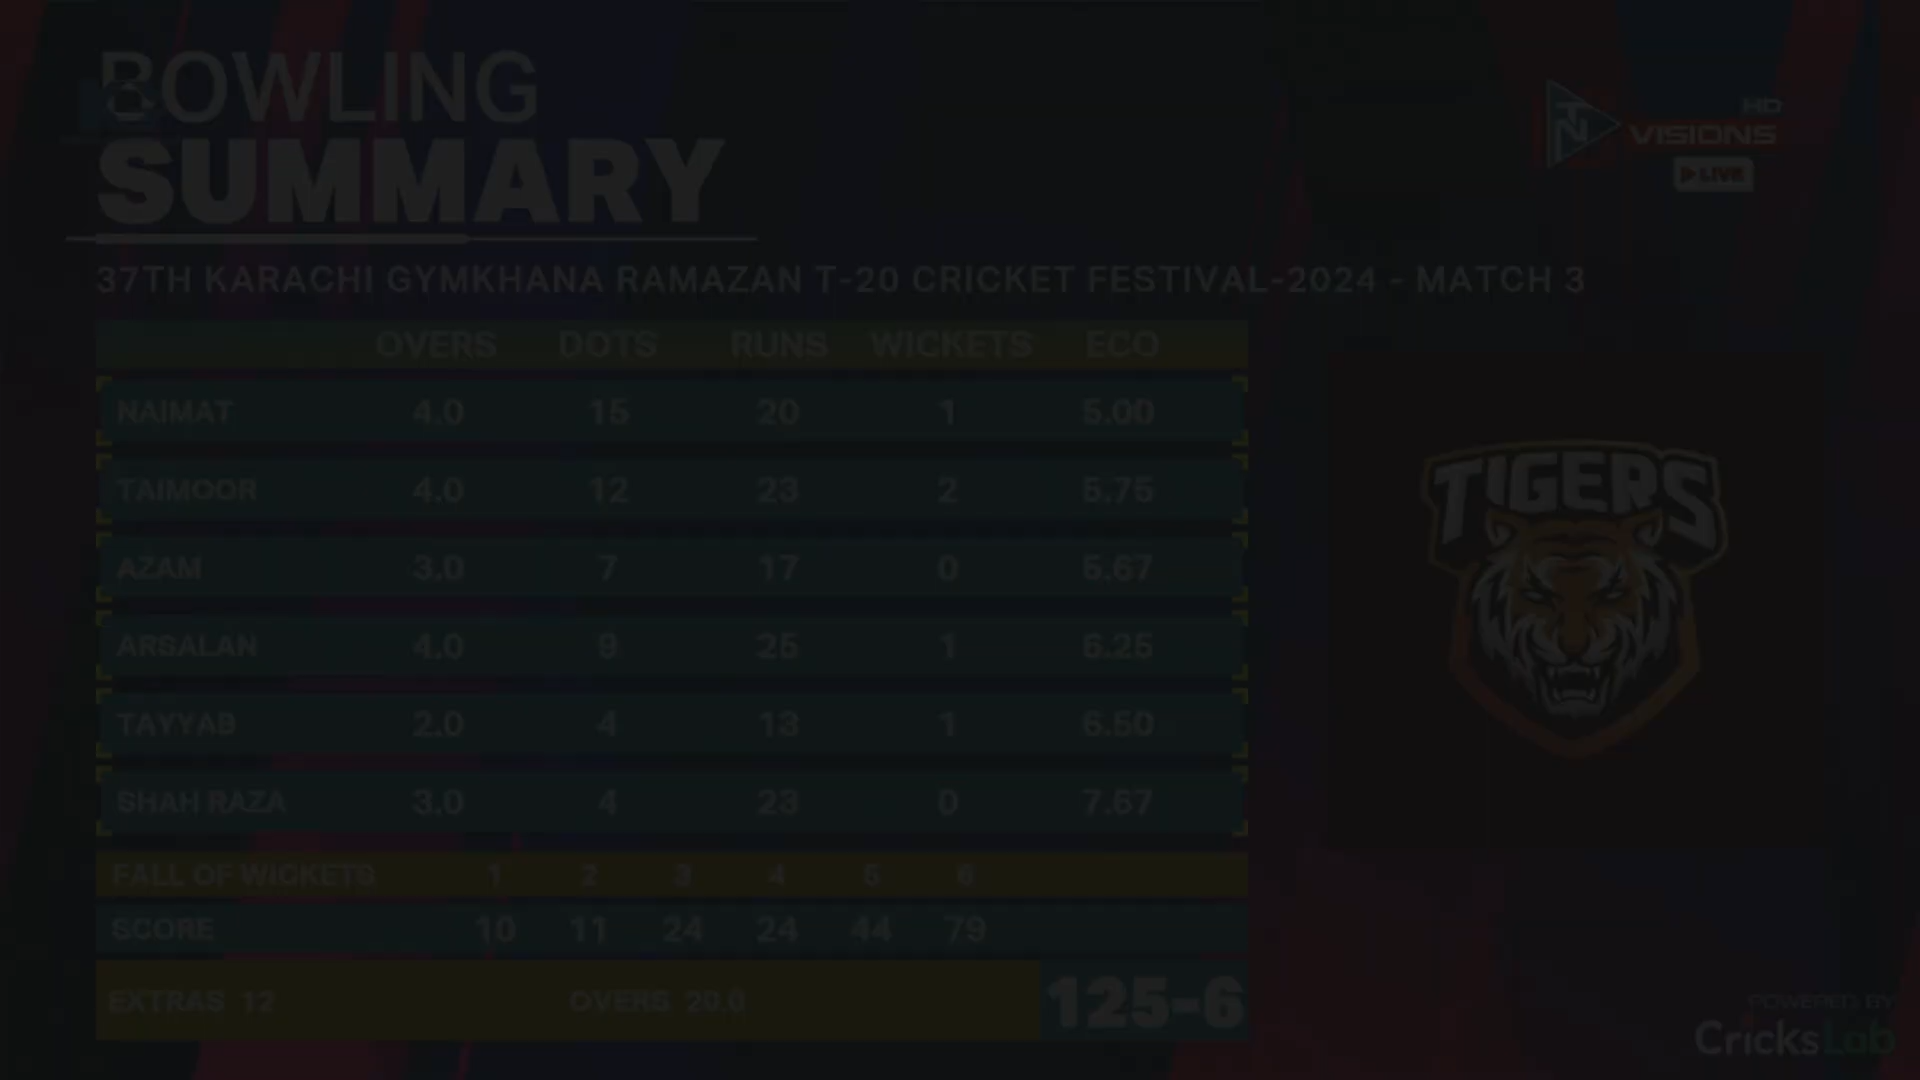 BOWLING
SUMMARY
TN VISIONS HD
LIVE
37TH KARACHI GYMKHANA RAMAZAN T-20 CRICKET FESTIVAL-2024 - MATCH 3
OVERS DOTS RUNS WICKETS ECO
NAIMAT 4.0 15 20 1 5.00
TAIMOOR 4.0 12 23 2 5.75
AZAM 3.0 7 17 0 5.67
ARSALAN 4.0 9 25 1 6.25
TAYYAB 2.0 4 13 1 6.50
SHAH RAZA 3.0 4 23 0 7.67
TIGERS
FALL OF WICKETS 1 2 3 4 5 6
SCORE 10 11 24 24 44 79
EXTRAS 12 OVERS 20.0 125-6
POWERED BY
CricksLab